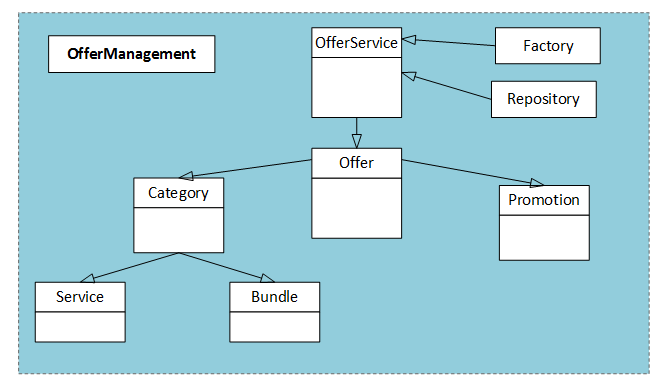 OfferManagement
OfferService
Factory
Repository
Offer
Category
Promotion
Service
Bundle